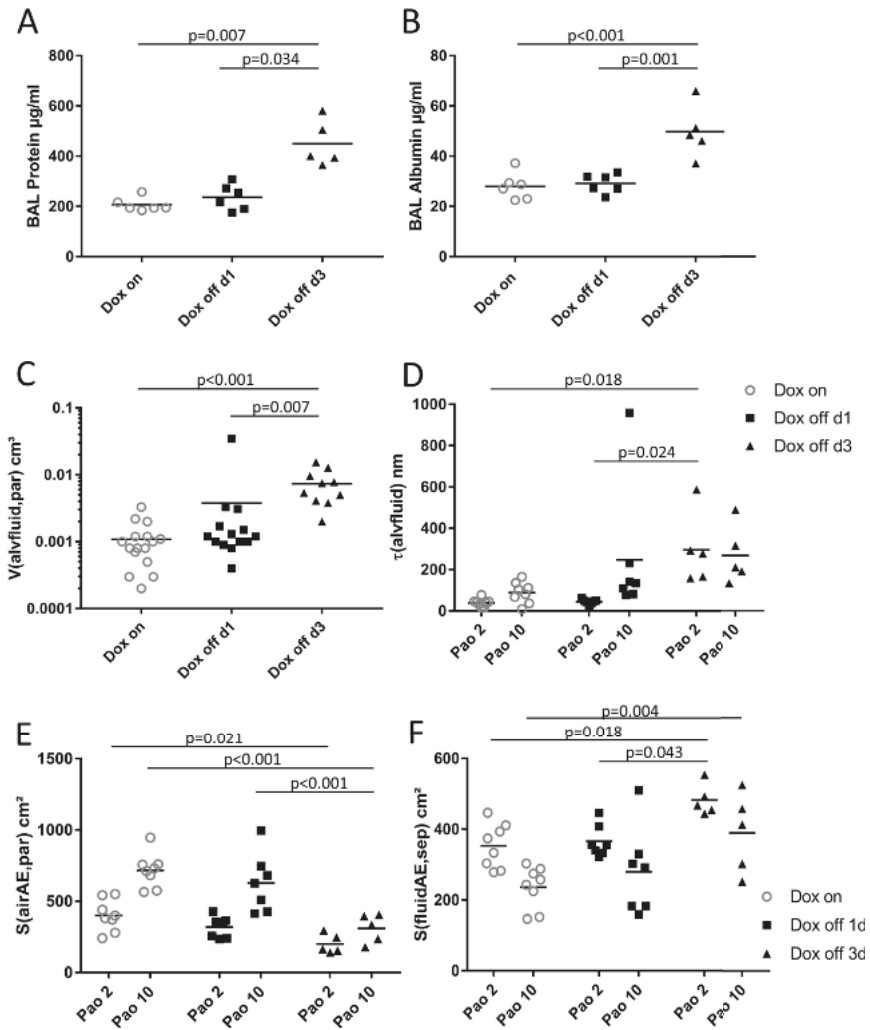 A
p=0.007
p=0.034
BAL Protein µg/ml
800
600
400
200
0
Dox on
Dox off d1
Dox off d3
B
p<0.001
p=0.001
BAL Albumin µg/ml
80
60
40
20
0
Dox on
Dox off d1
Dox off d3
C
p<0.001
p=0.007
V(alvfluid,par) cm³
0.1
0.01
0.001
0.0001
Dox on
Dox off d1
Dox off d3
D
p=0.018
p=0.024
τ(alvfluid) nm
1000
800
600
400
200
0
Pao 2
Pao 10
Pao 2
Pao 10
Pao 2
Pao 10
Dox on
Dox off d1
Dox off d3
E
p=0.021
p<0.001
p<0.001
S(airAE,par) cm²
1500
1000
500
0
Pao 2
Pao 10
Pao 2
Pao 10
Pao 2
Pao 10
F
p=0.004
p=0.018
p=0.043
S(fluidAE,sep) cm²
600
400
200
0
Pao 2
Pao 10
Pao 2
Pao 10
Pao 2
Pao 10
Dox on
Dox off 1d
Dox off 3d